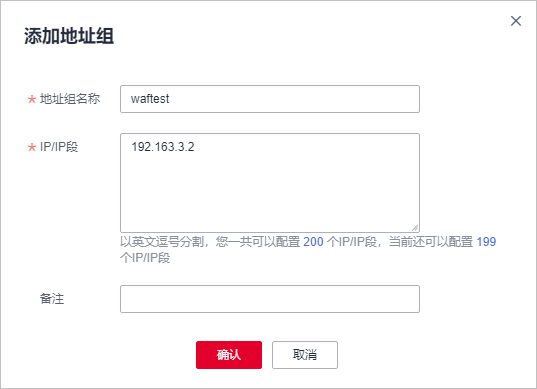 添加地址组
* 地址组名称
waftest
* IP/IP段
192.163.3.2
以英文逗号分割，您一共可以配置 200 个IP/IP段，当前还可以配置 199
个IP/IP段
备注
确认
取消